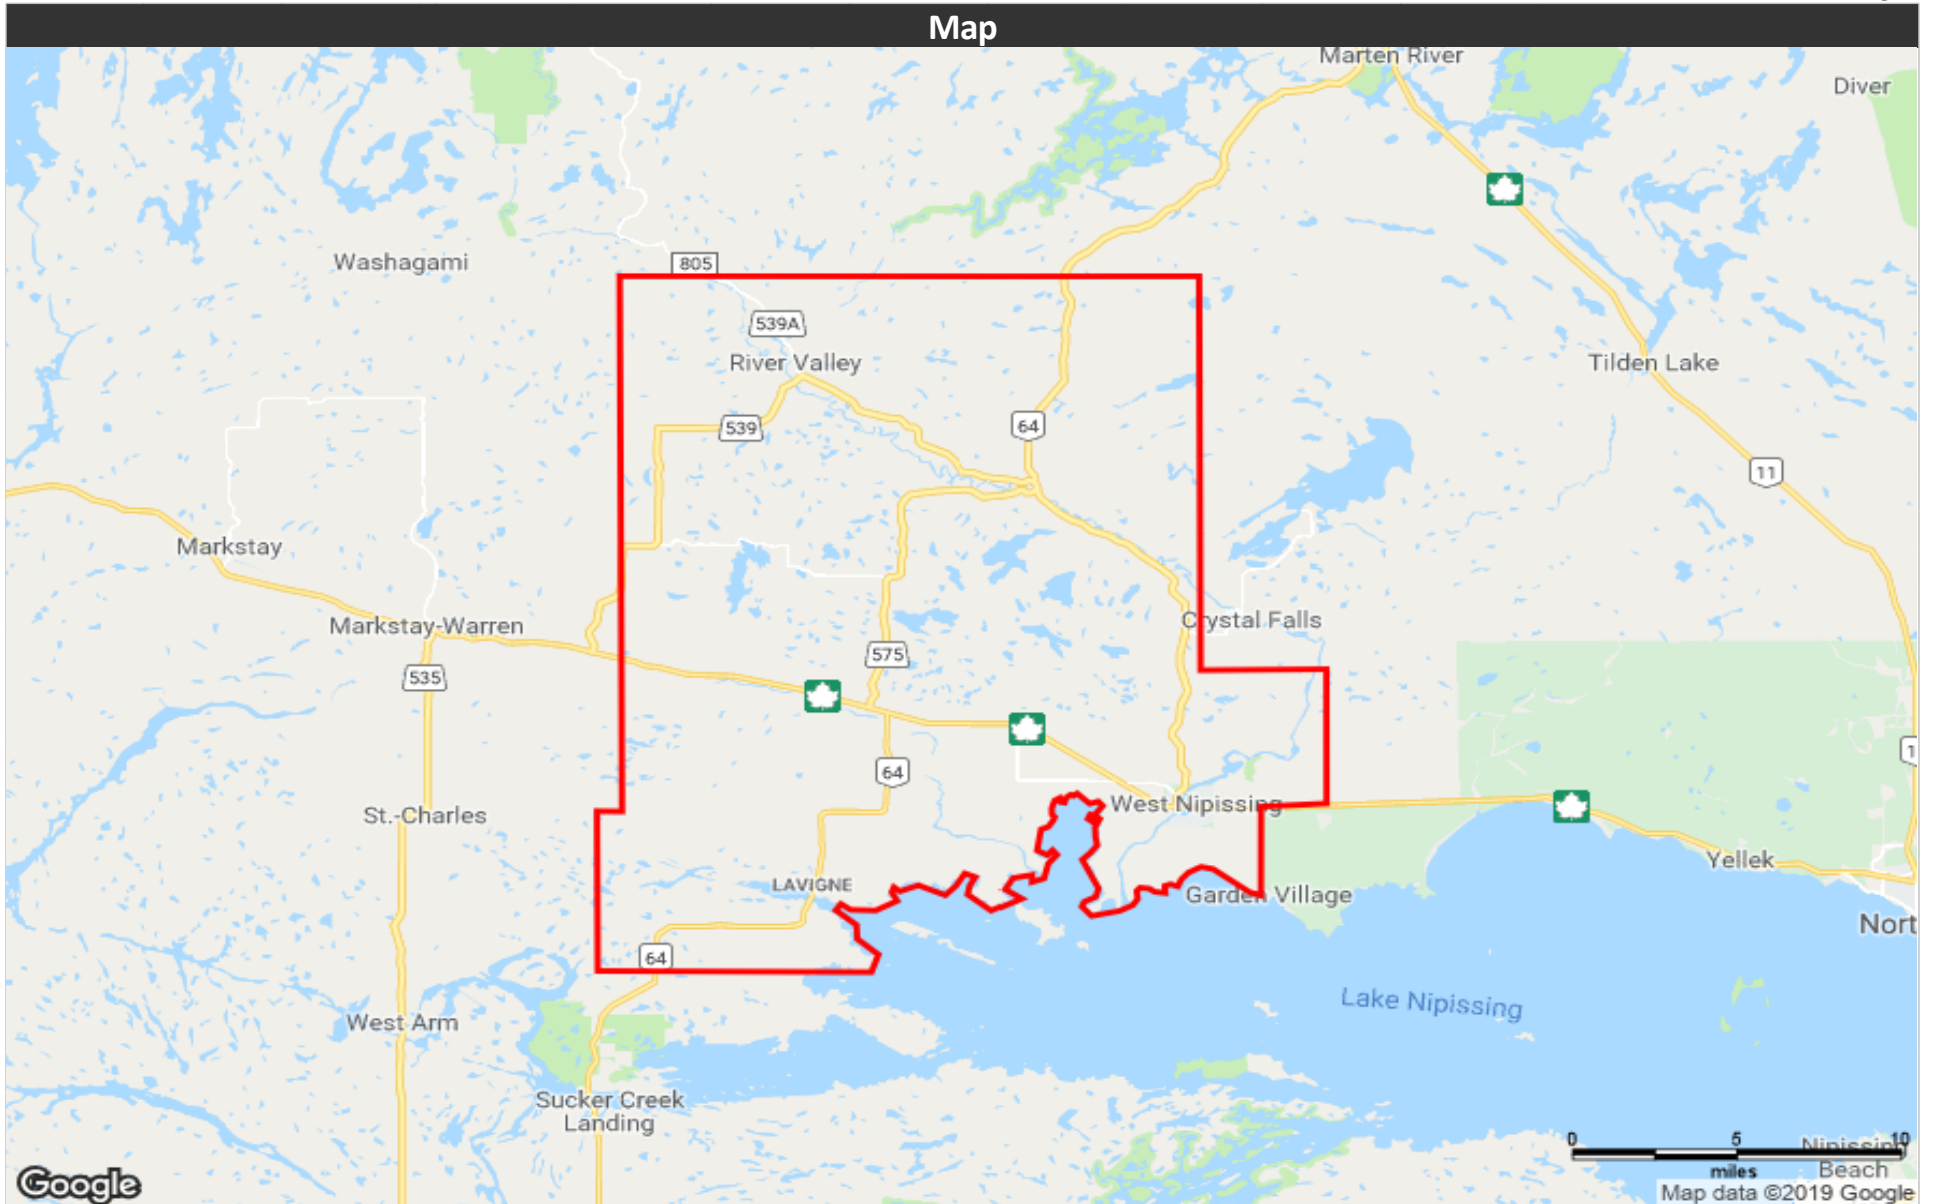 Map
Marten River
Diver
Washagami
805
539A
River Valley
Tilden Lake
539
64
11
Markstay
Crystal Falls
Markstay-Warren
575
535
64
West Nipissing
St.-Charles
Yellek
LAVIGNE
Garden Village
Nort
64
Lake Nipissing
West Arm
Sucker Creek
Landing
0 5 10
miles
Nipissing
Beach
Google
Map data ©2019 Google